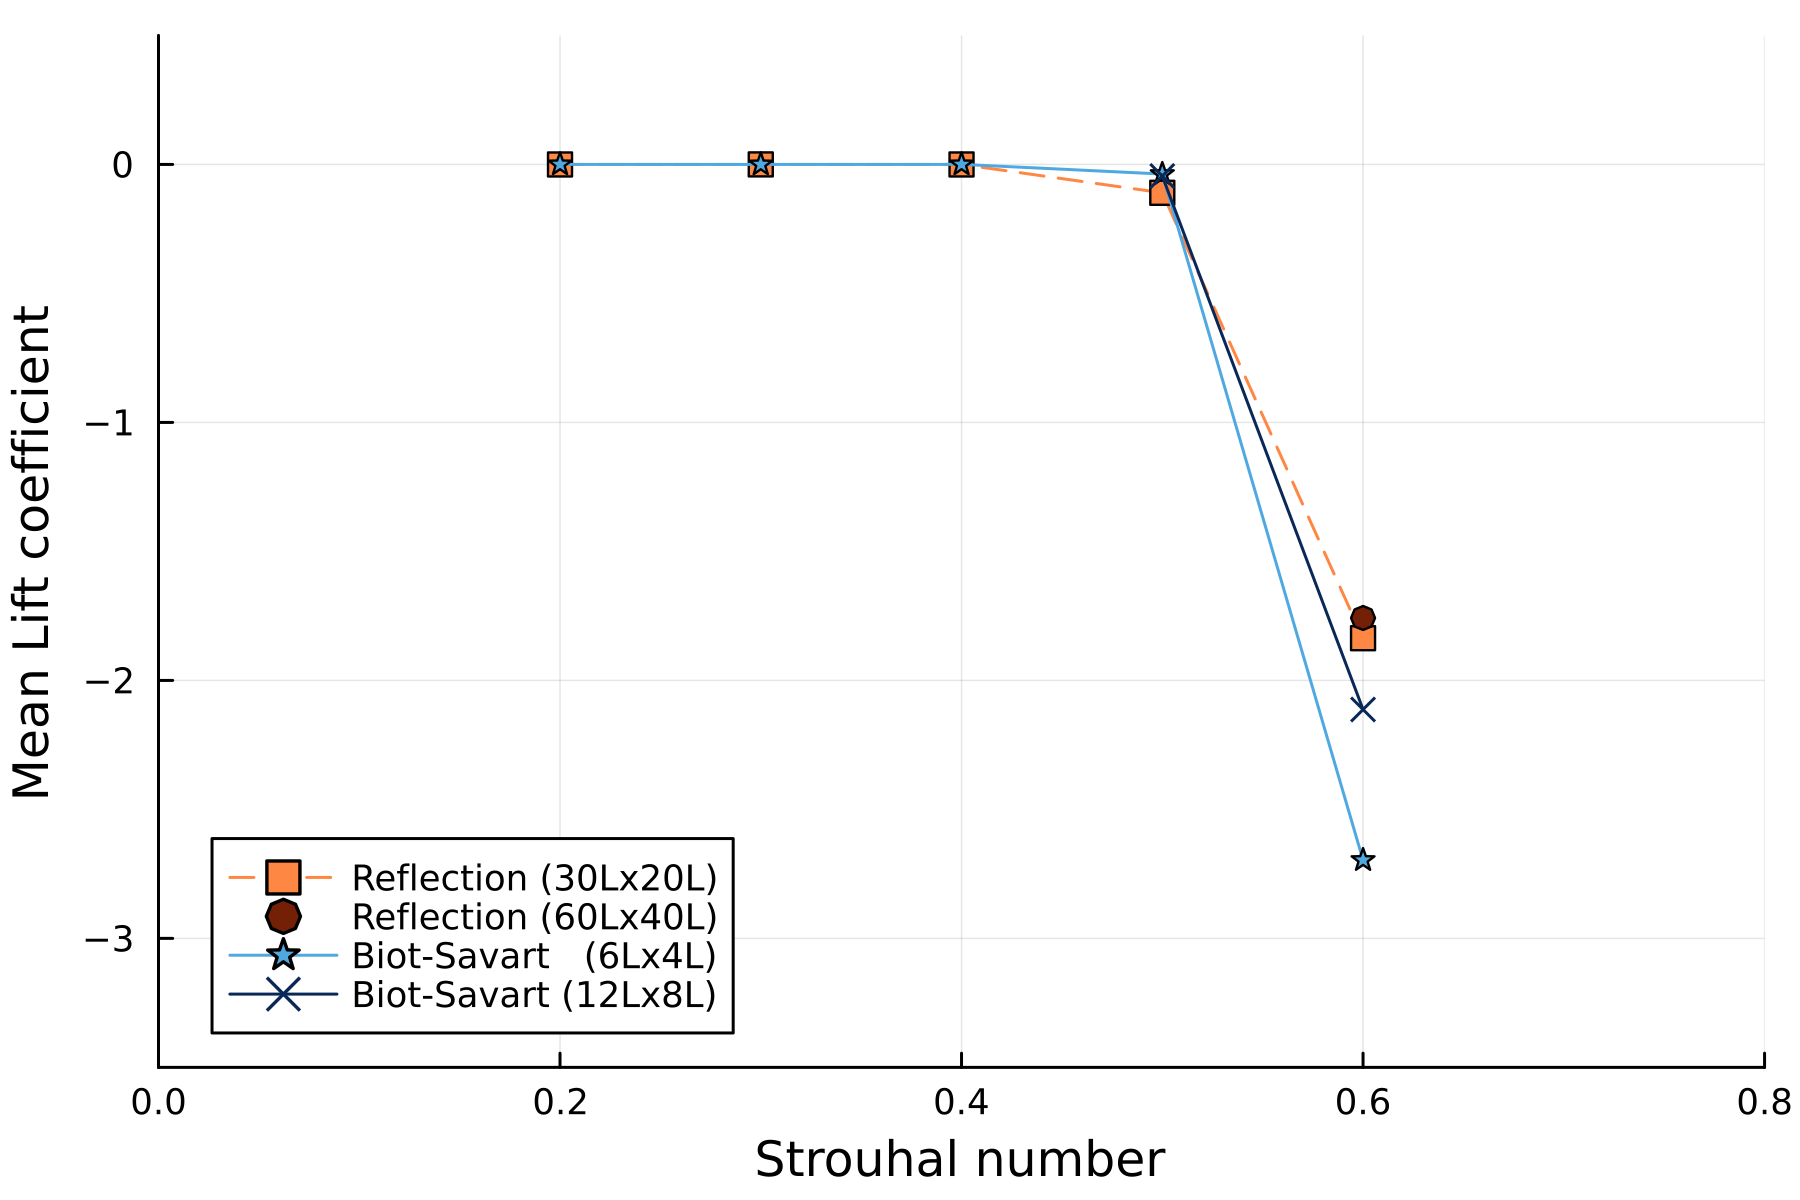 0
−1
−2
−3
Mean Lift coefficient
Reflection (30Lx20L)
Reflection (60Lx40L)
Biot-Savart   (6Lx4L)
Biot-Savart (12Lx8L)
0.0 0.2 0.4 0.6 0.8
Strouhal number